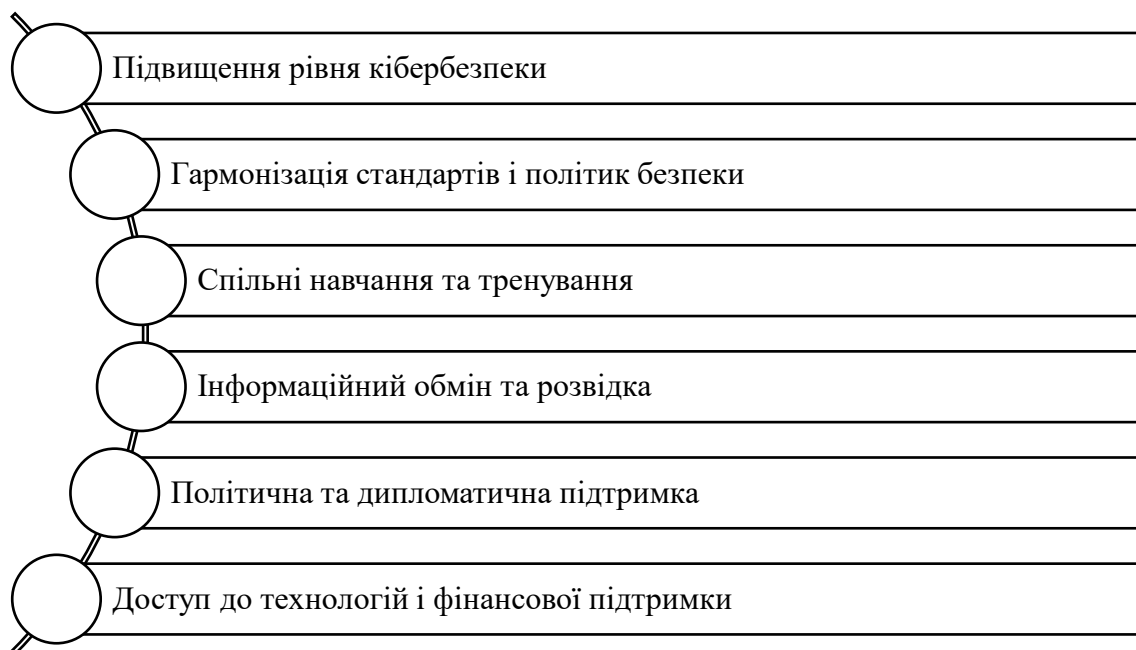 Підвищення рівня кібербезпеки
Гармонізація стандартів і політик безпеки
Спільні навчання та тренування
Інформаційний обмін та розвідка
Політична та дипломатична підтримка
Доступ до технологій і фінансової підтримки